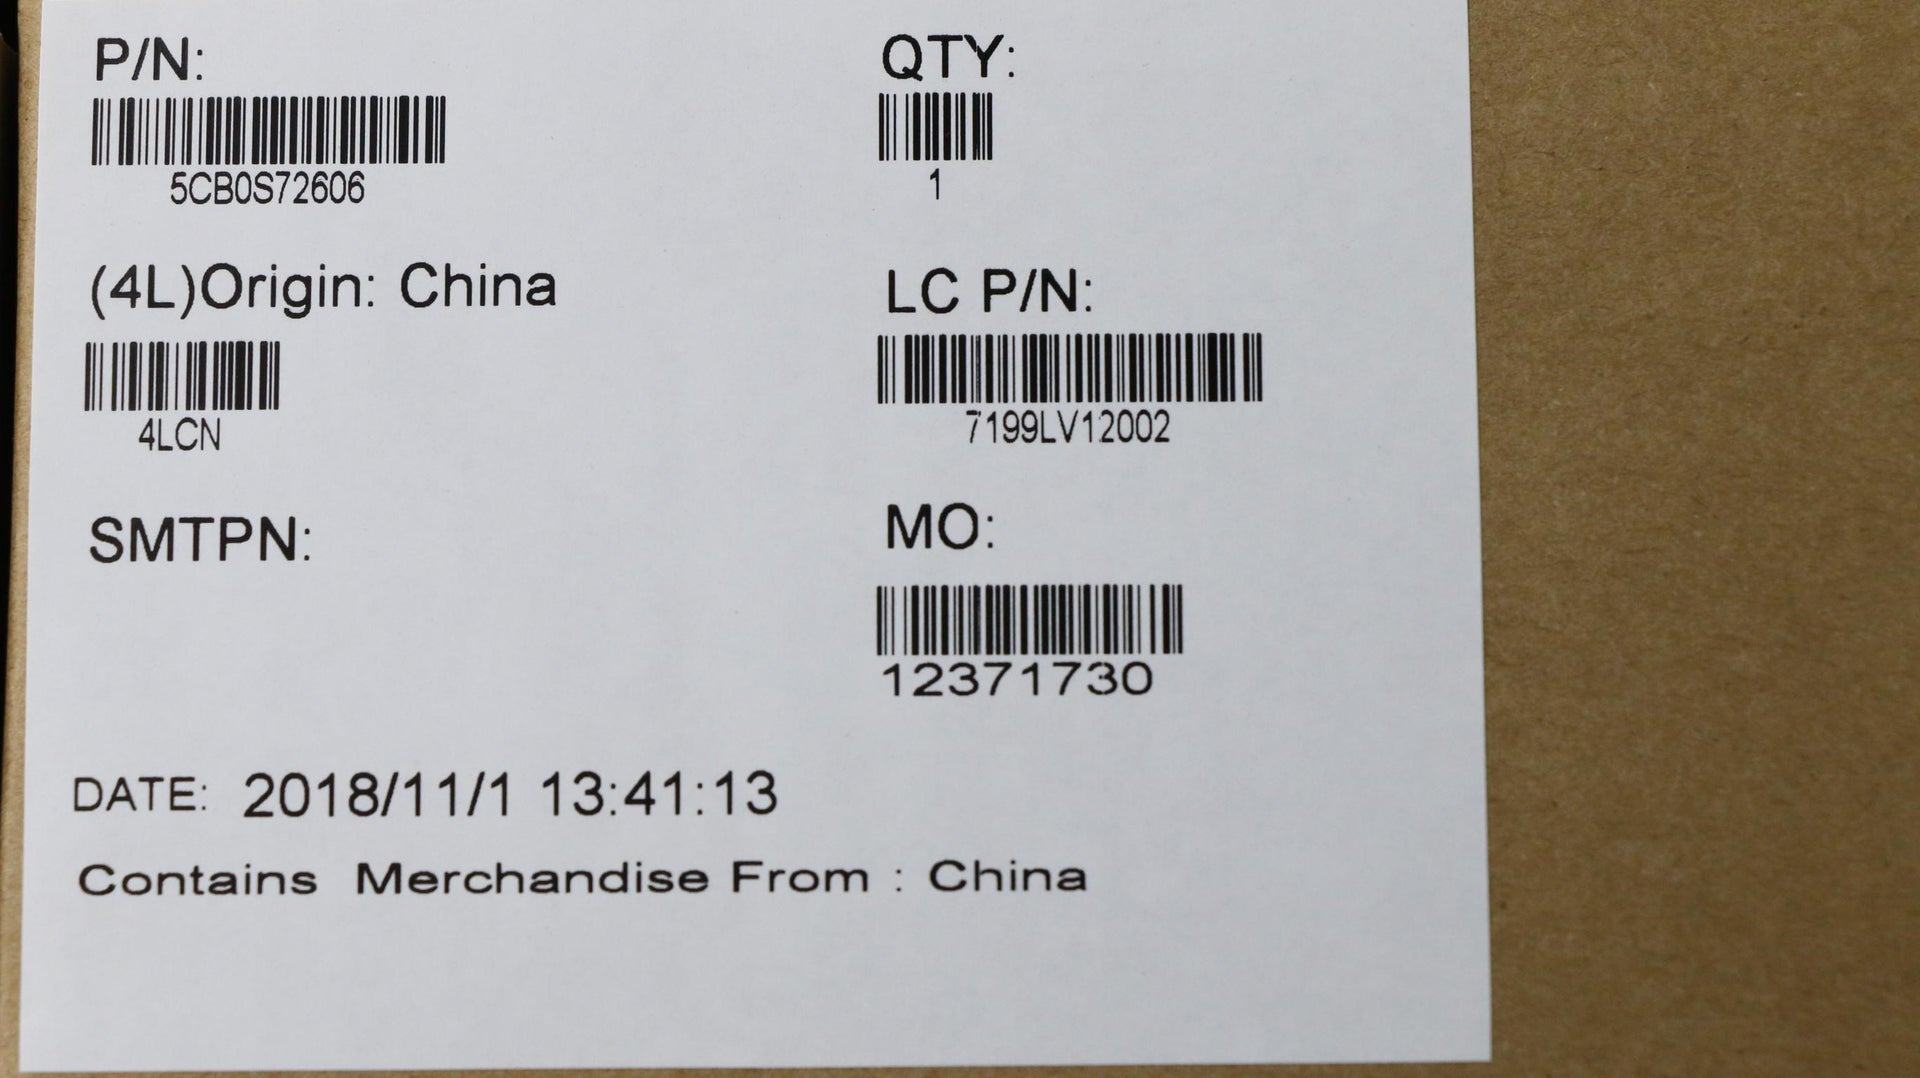 P/N:
5CB0S72606
QTY:
1
(4L)Origin: China
4LCN
LC P/N:
7199LV12002
SMTPN:
MO:
12371730
DATE: 2018/11/1 13:41:13
Contains Merchandise From : China